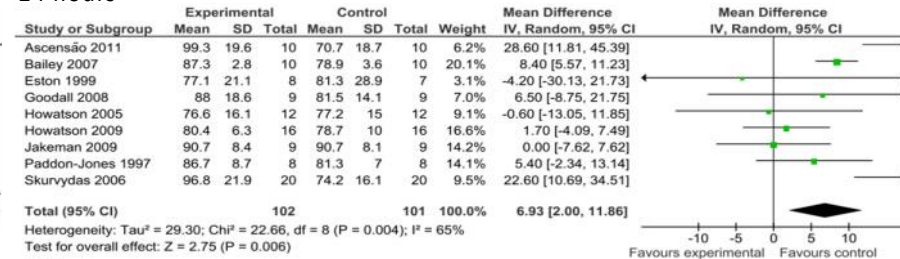 Experimental Control Mean Difference Mean Difference
Study or Subgroup Mean SD Total Mean SD Total Weight IV, Random, 95% CI IV, Random, 95% CI
Ascensão 2011 99.3 19.6 10 70.7 18.7 10 6.2% 28.60 [11.81, 45.39]
Bailey 2007 87.3 2.8 10 78.9 3.6 10 20.1% 8.40 [5.57, 11.23]
Eston 1999 77.1 21.1 8 81.3 28.9 7 3.1% -4.20 [-30.13, 21.73]
Goodall 2008 88 18.6 9 81.5 14.1 9 7.0% 6.50 [-8.75, 21.75]
Howatson 2005 76.6 16.1 12 77.2 15 12 9.1% -0.60 [-13.05, 11.85]
Howatson 2009 80.4 6.3 16 78.7 10 16 16.6% 1.70 [-4.09, 7.49]
Jakeman 2009 90.7 8.4 9 90.7 8.1 9 14.2% 0.00 [-7.62, 7.62]
Paddon-Jones 1997 86.7 8.7 8 81.3 7 8 14.1% 5.40 [-2.34, 13.14]
Skurvydas 2006 96.8 21.9 20 74.2 16.1 20 9.5% 22.60 [10.69, 34.51]
Total (95% CI) 102 101 100.0% 6.93 [2.00, 11.86]
Heterogeneity: Tau² = 29.30; Chi² = 22.66, df = 8 (P = 0.004); I² = 65%
Test for overall effect: Z = 2.75 (P = 0.006)
-10 -5 0 5 10
Favours experimental Favours control